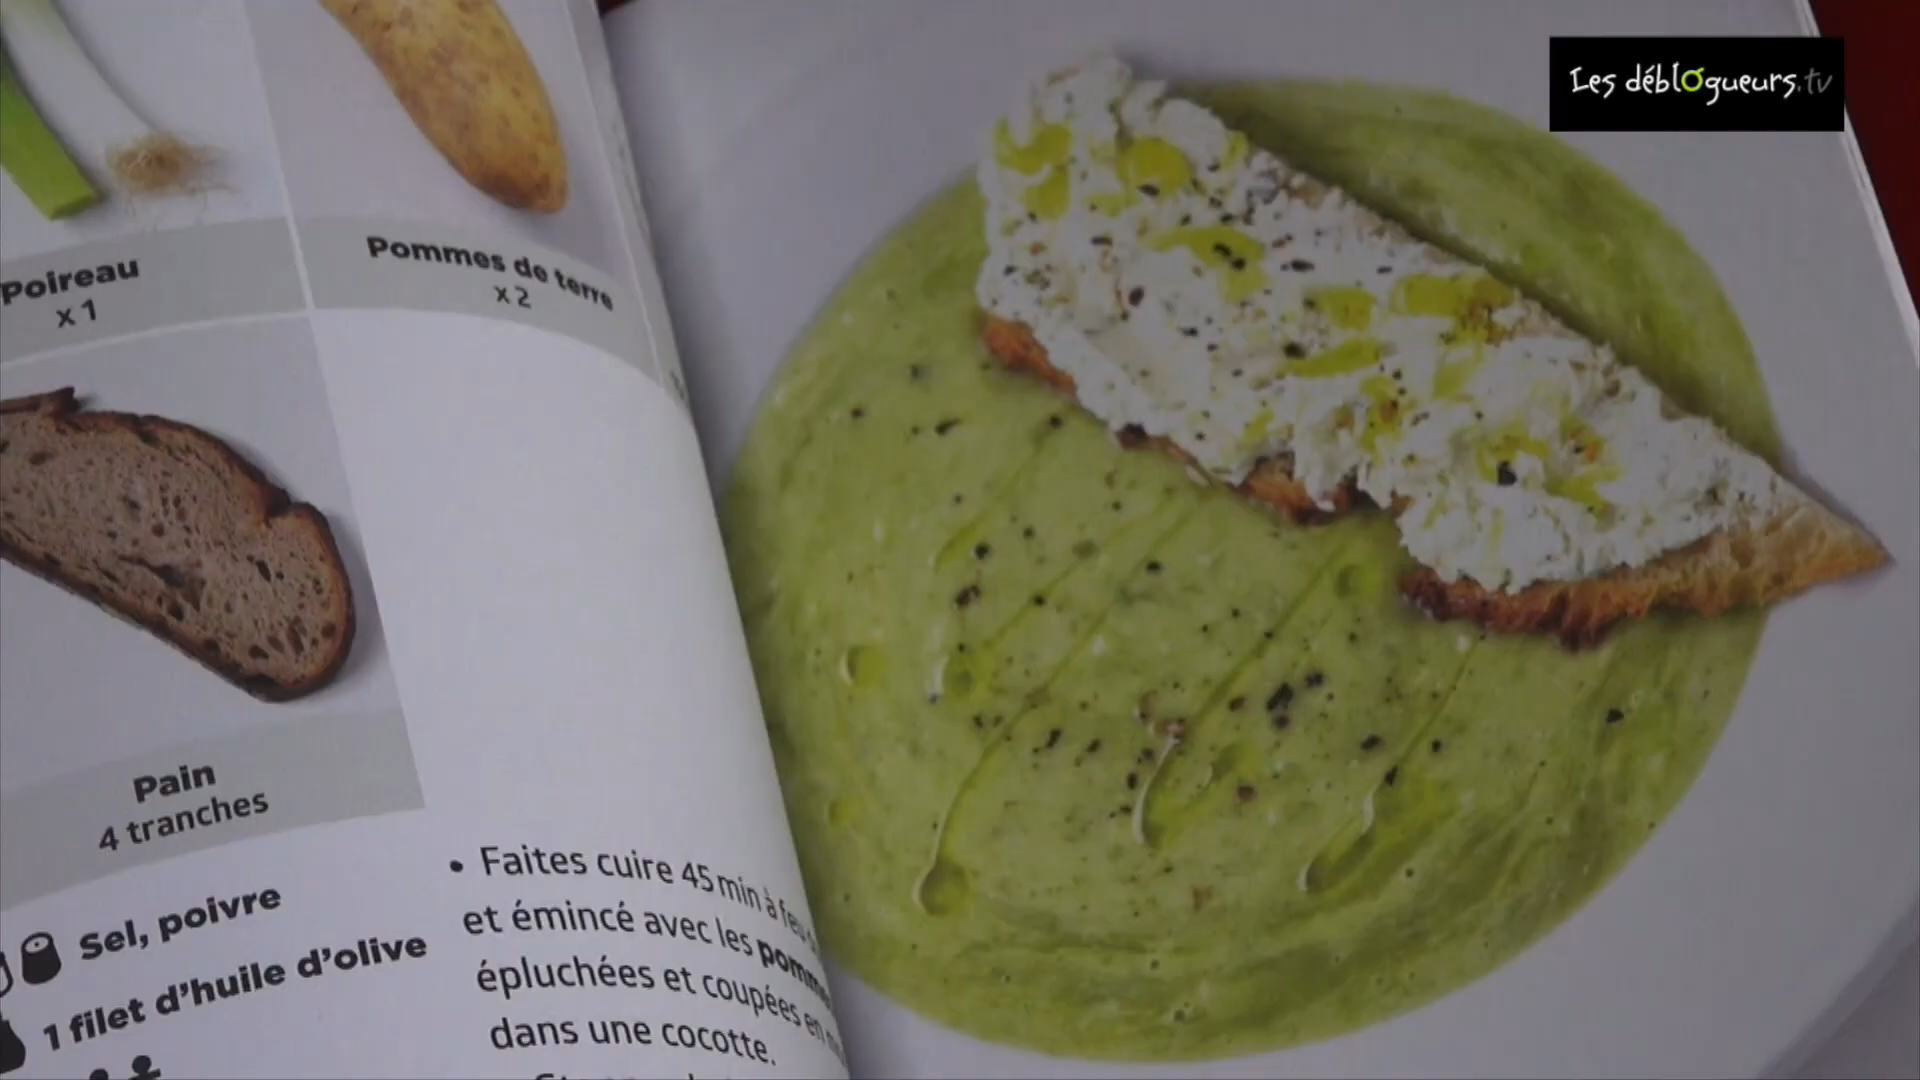 Les déblogueurs.tv
Poireau
x 1
Pommes de terre
x 2
Pain
4 tranches
Sel, poivre
1 filet d'huile d'olive
• Faites cuire 45 min à feu
et émincé avec les
épluchées et coupées en
dans une cocotte.